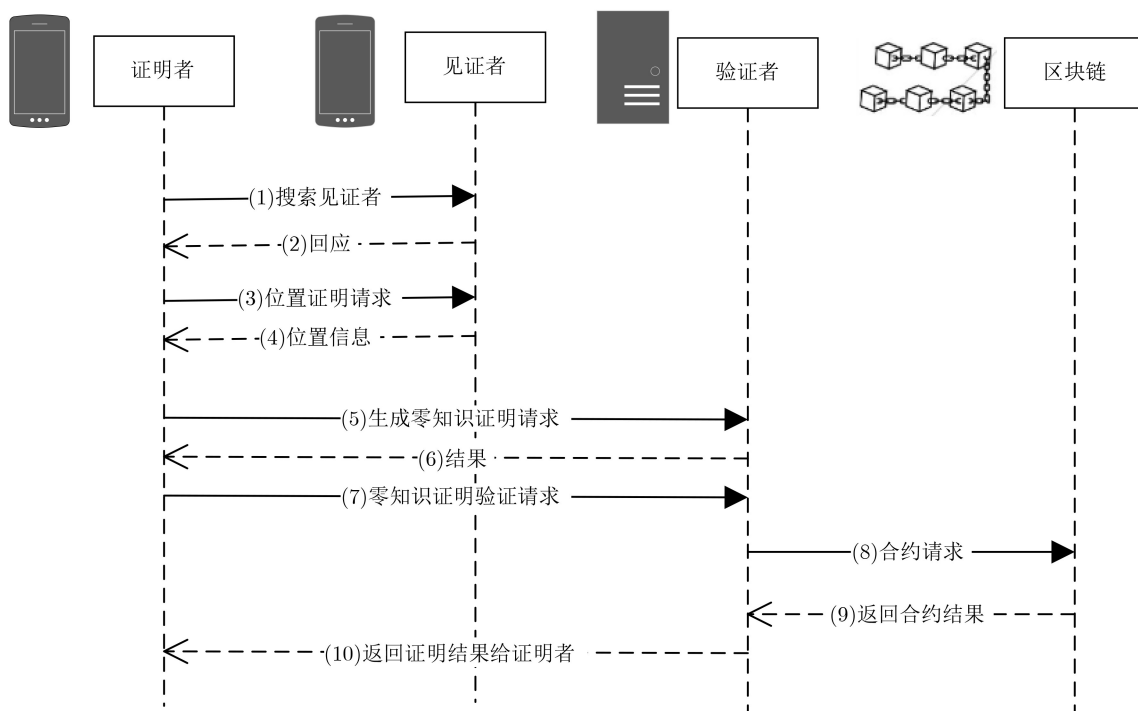 证明者
见证者
验证者
区块链
(1)搜索见证者
(2)回应
(3)位置证明请求
(4)位置信息
(5)生成零知识证明请求
(6)结果
(7)零知识证明验证请求
(8)合约请求
(9)返回合约结果
(10)返回证明结果给证明者